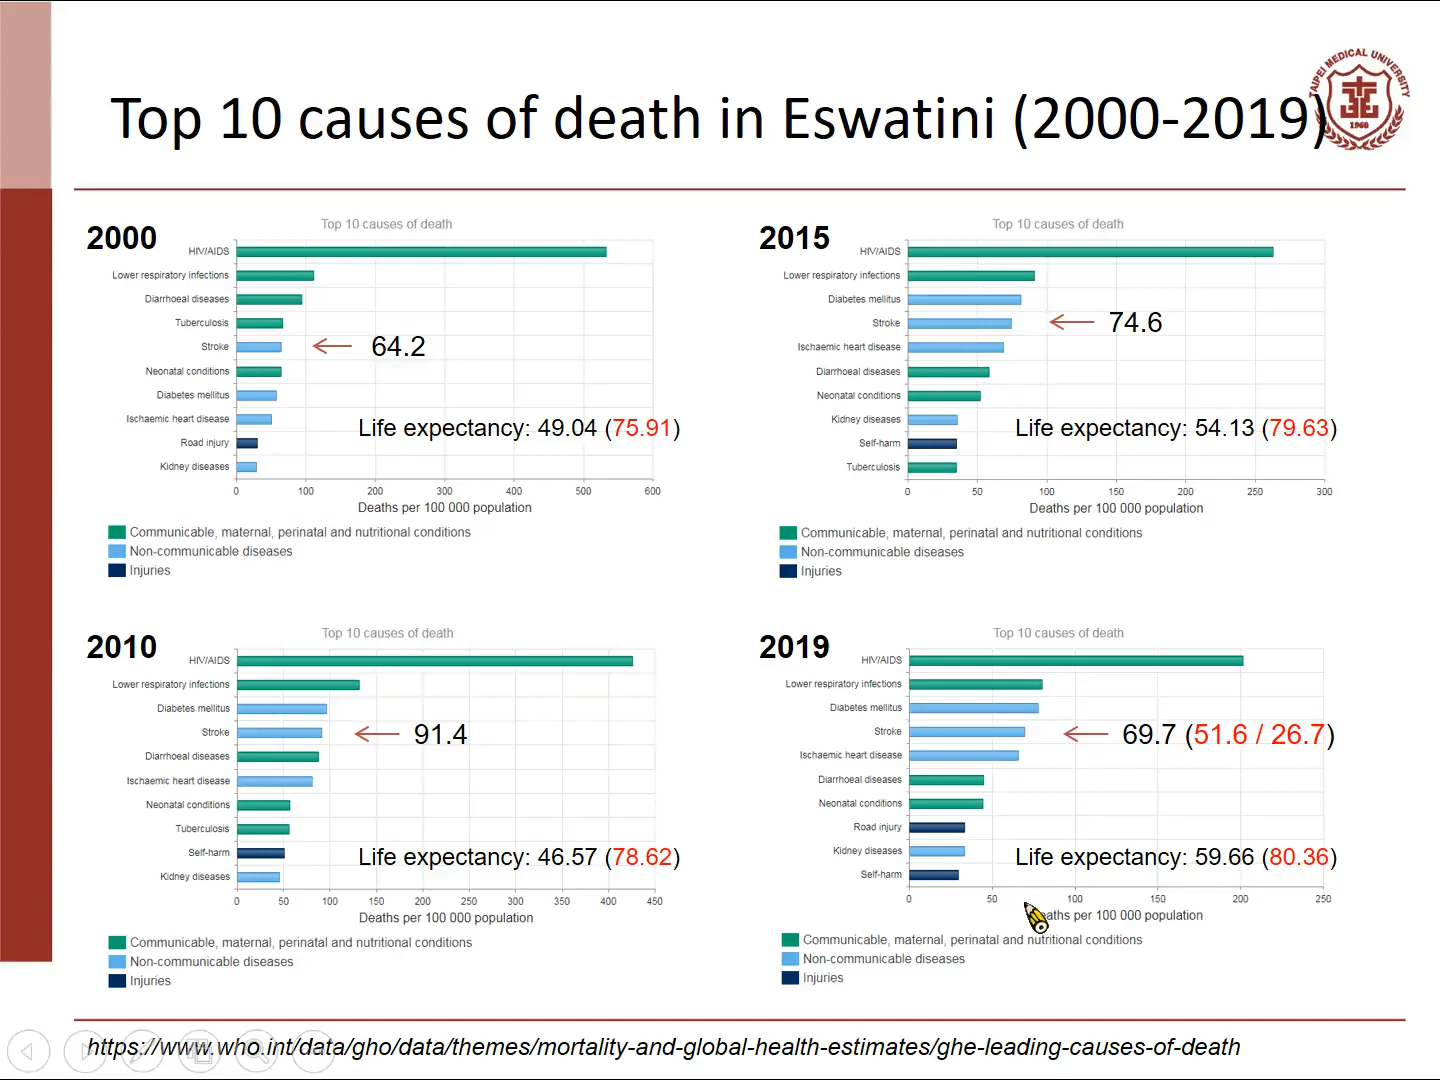 Top 10 causes of death in Eswatini (2000-2019)
TAIPEI MEDICAL UNIVERSITY
1960
2000
Top 10 causes of death
HIV/AIDS
Lower respiratory infections
Diarrhoeal diseases
Tuberculosis
Stroke
64.2
Neonatal conditions
Diabetes mellitus
Ischaemic heart disease
Life expectancy: 49.04 (75.91)
Road injury
Kidney diseases
0 100 200 300 400 500 600
Deaths per 100 000 population
Communicable, maternal, perinatal and nutritional conditions
Non-communicable diseases
Injuries
2015
Top 10 causes of death
HIV/AIDS
Lower respiratory infections
Diabetes mellitus
Stroke
74.6
Ischaemic heart disease
Diarrhoeal diseases
Neonatal conditions
Kidney diseases
Life expectancy: 54.13 (79.63)
Self-harm
Tuberculosis
0 50 100 150 200 250 300
Deaths per 100 000 population
Communicable, maternal, perinatal and nutritional conditions
Non-communicable diseases
Injuries
2010
Top 10 causes of death
HIV/AIDS
Lower respiratory infections
Diabetes mellitus
Stroke
91.4
Diarrhoeal diseases
Ischaemic heart disease
Neonatal conditions
Tuberculosis
Self-harm
Life expectancy: 46.57 (78.62)
Kidney diseases
0 50 100 150 200 250 300 350 400 450
Deaths per 100 000 population
Communicable, maternal, perinatal and nutritional conditions
Non-communicable diseases
Injuries
2019
Top 10 causes of death
HIV/AIDS
Lower respiratory infections
Diabetes mellitus
Stroke
69.7 (51.6 / 26.7)
Ischaemic heart disease
Diarrhoeal diseases
Neonatal conditions
Road injury
Kidney diseases
Life expectancy: 59.66 (80.36)
Self-harm
0 50 100 150 200 250
eaths per 100 000 population
Communicable, maternal, perinatal and nutritional conditions
Non-communicable diseases
Injuries
https://www.who.int/data/gho/data/themes/mortality-and-global-health-estimates/ghe-leading-causes-of-death